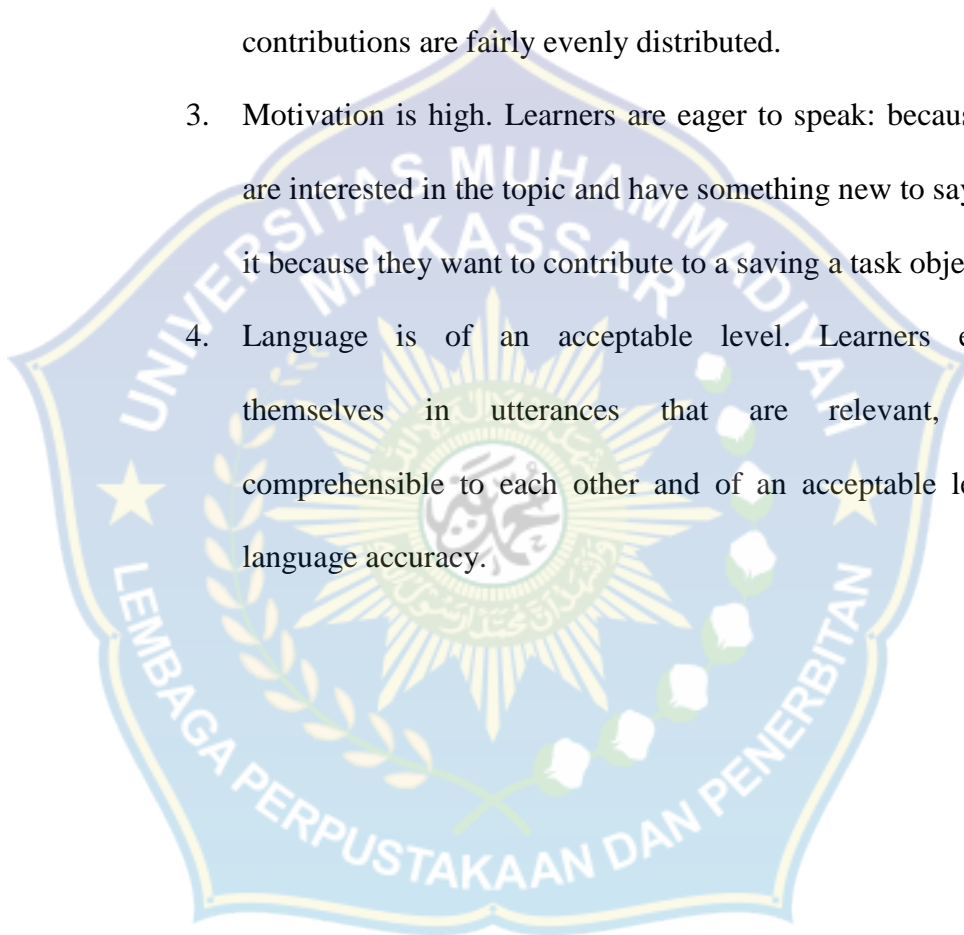 contributions are fairly evenly distributed.
3. Motivation is high. Learners are eager to speak: becaus
are interested in the topic and have something new to say
it because they want to contribute to a saving a task obje
4. Language is of an acceptable level. Learners e
themselves in utterances that are relevant,
comprehensible to each other and of an acceptable le
language accuracy.
UNIVERSITAS MUHAMMADIYAH
MAKASSAR
LEMBAGA PERPUSTAKAAN DAN PENERBITAN